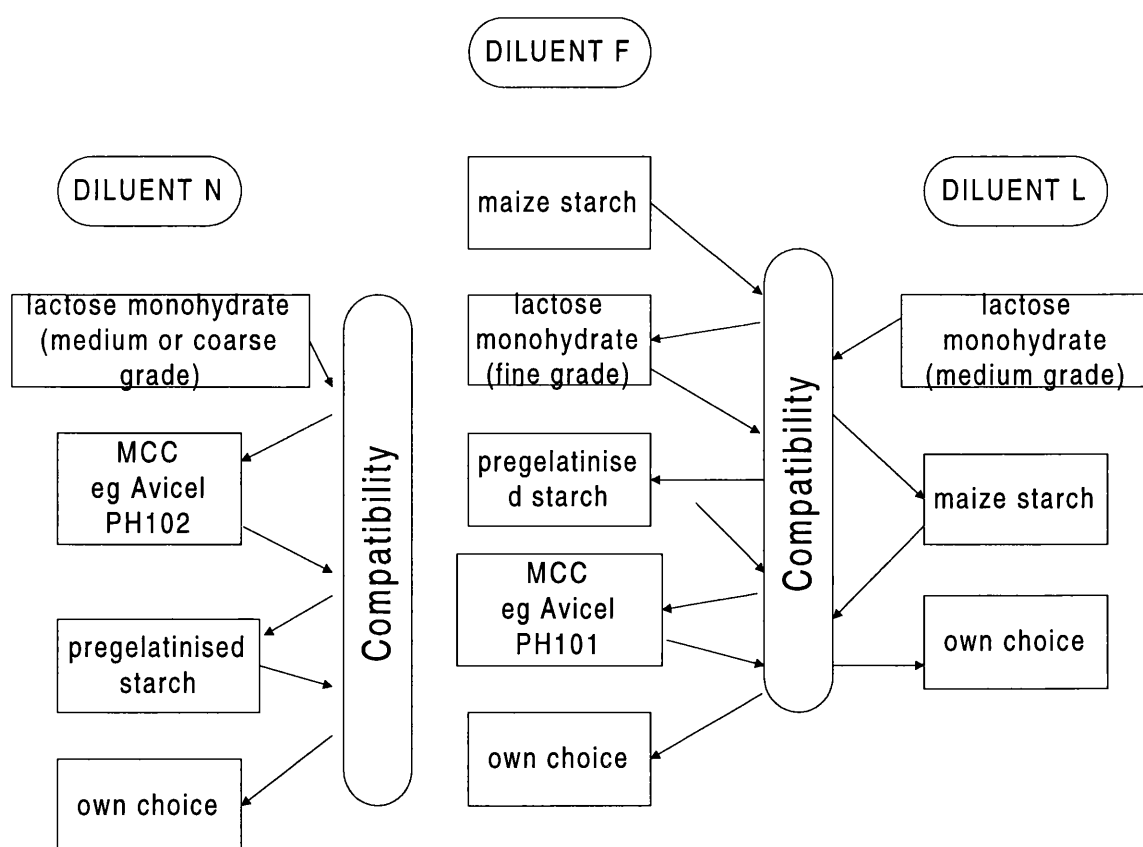 DILUENT F
DILUENT N
DILUENT L
maize starch
lactose monohydrate
(medium or coarse
grade)
lactose
monohydrate
(fine grade)
lactose
monohydrate
(medium grade)
MCC
eg Avicel
PH102
Compatibility
pregelatinise
d starch
Compatibility
maize starch
MCC
eg Avicel
PH101
pregelatinised
starch
own choice
own choice
own choice